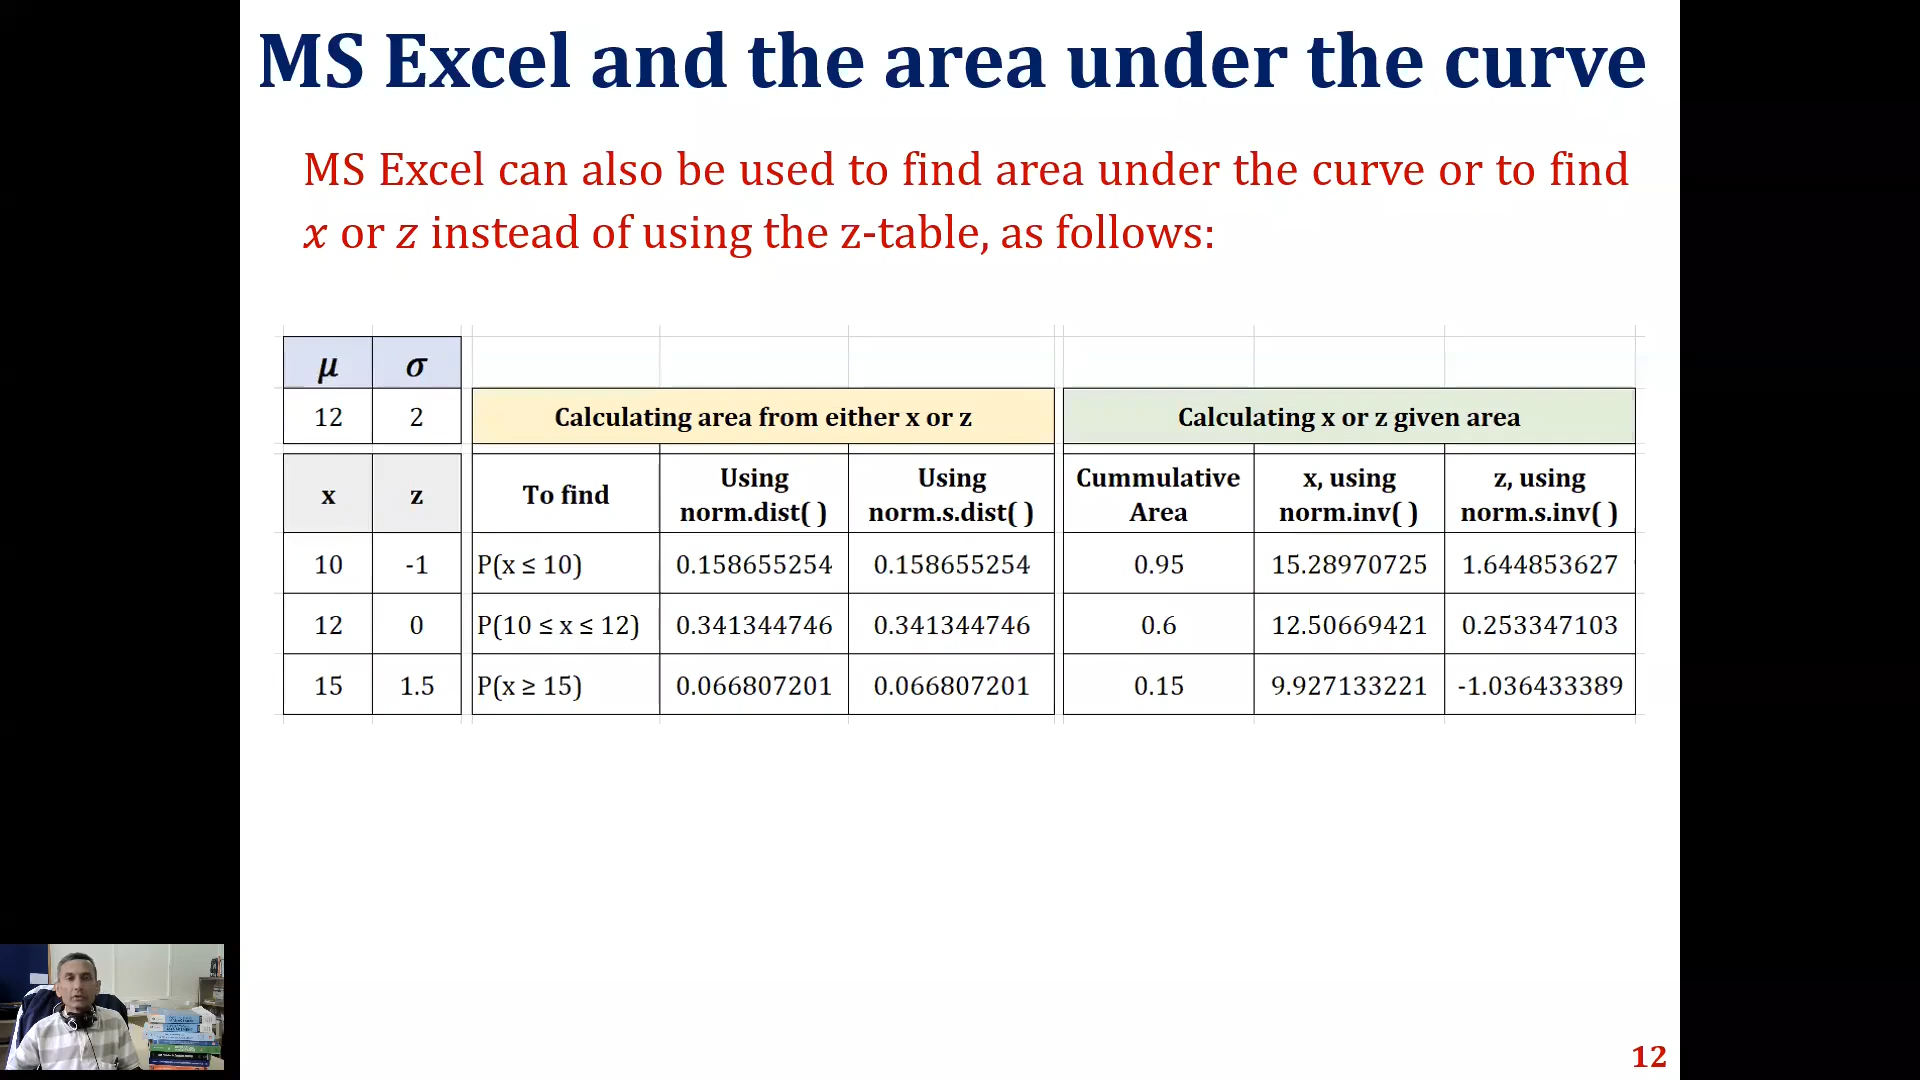 MS Excel and the area under the curve
MS Excel can also be used to find area under the curve or to find
x or z instead of using the z-table, as follows:
μ σ
12 2 Calculating area from either x or z Calculating x or z given area
x z To find Using norm.dist( ) Using norm.s.dist( ) Cummulative Area x, using norm.inv( ) z, using norm.s.inv( )
10 -1 P(x ≤ 10) 0.158655254 0.158655254 0.95 15.28970725 1.644853627
12 0 P(10 ≤ x ≤ 12) 0.341344746 0.341344746 0.6 12.50669421 0.253347103
15 1.5 P(x ≥ 15) 0.066807201 0.066807201 0.15 9.927133221 -1.036433389
12